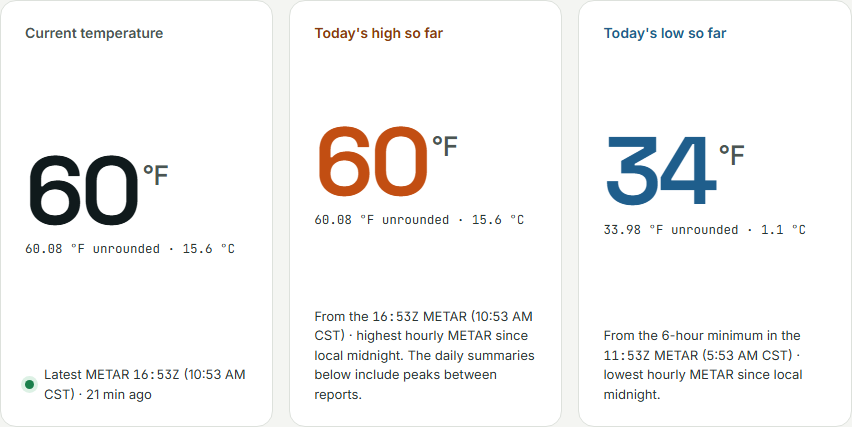 Current temperature
60 °F
60.08 °F unrounded · 15.6 °C
Latest METAR 16:53Z (10:53 AM
CST) · 21 min ago
Today's high so far
60 °F
60.08 °F unrounded · 15.6 °C
From the 16:53Z METAR (10:53 AM
CST) · highest hourly METAR since
local midnight. The daily summaries
below include peaks between
reports.
Today's low so far
34 °F
33.98 °F unrounded · 1.1 °C
From the 6-hour minimum in the
11:53Z METAR (5:53 AM CST) ·
lowest hourly METAR since local
midnight.